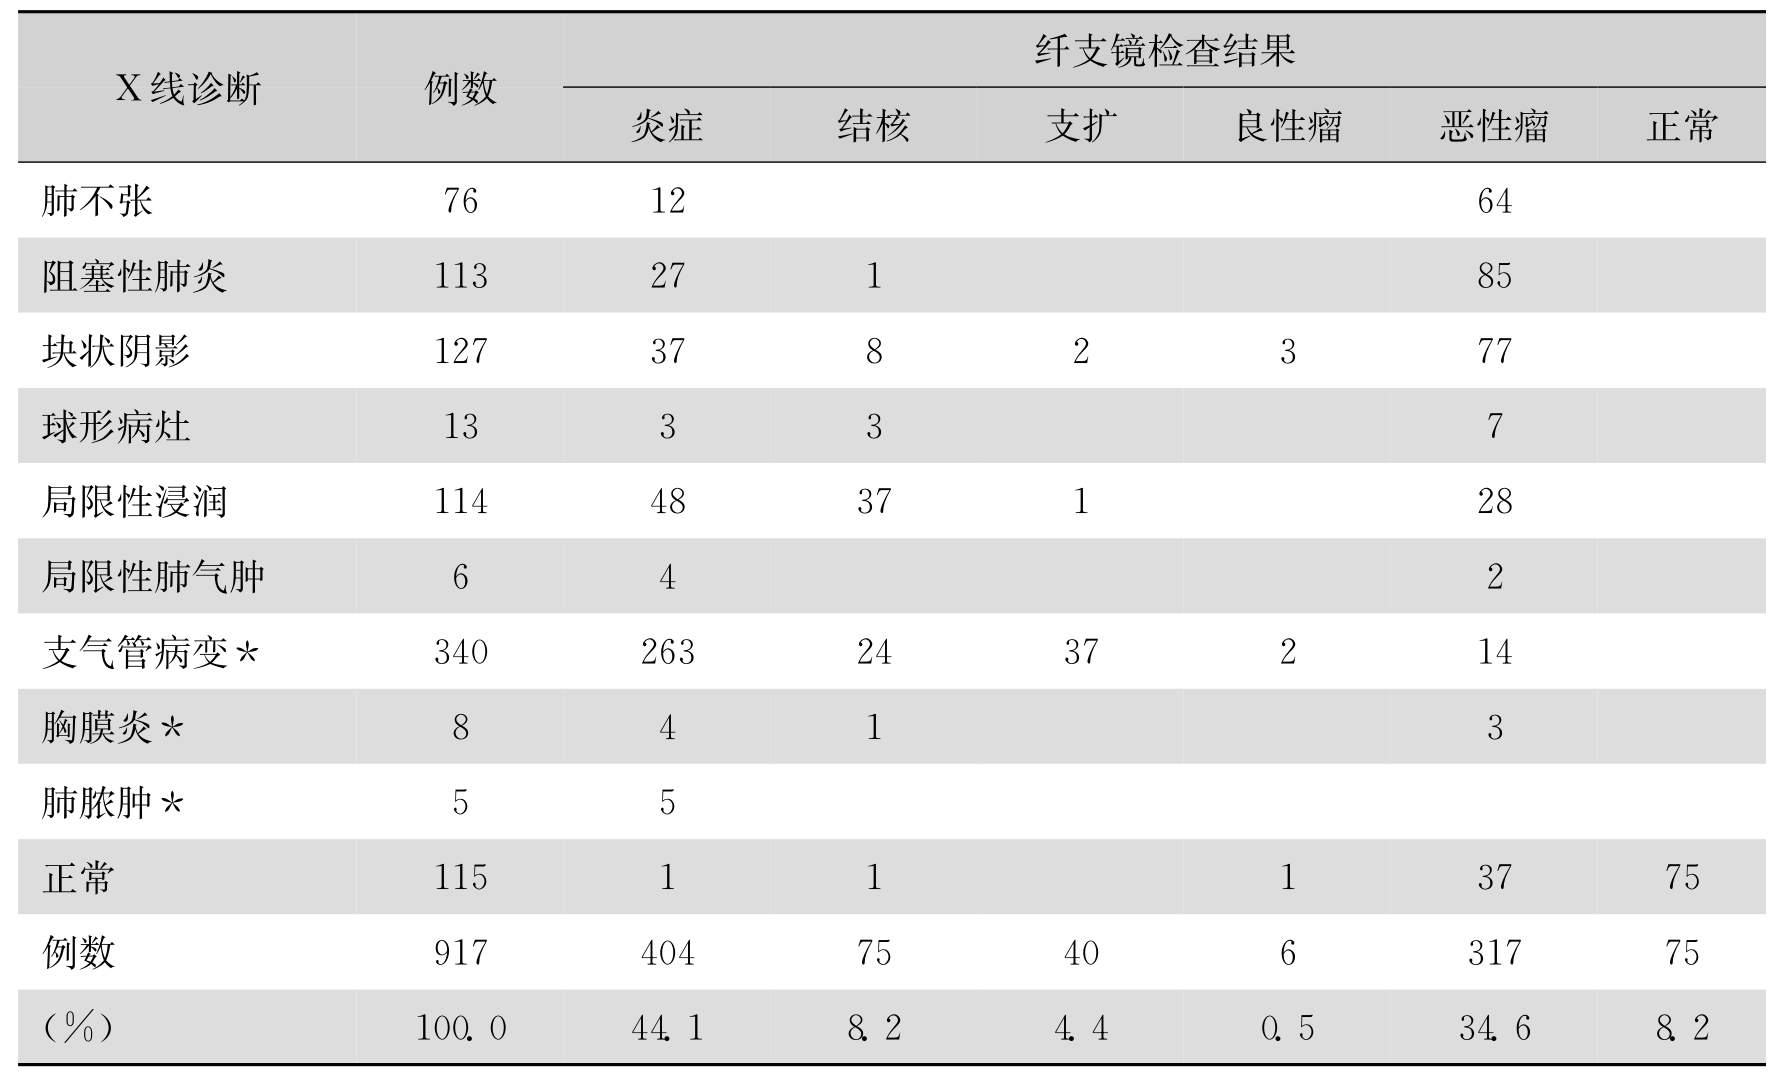 纤支镜检查结果
X线诊断 例数
炎症 结核 支扩 良性瘤 恶性瘤 正常
肺不张 76 12 64
阻塞性肺炎 113 27 1 85
块状阴影 127 37 8 2 3 77
球形病灶 13 3 3 7
局限性浸润 114 48 37 1 28
局限性肺气肿 6 4 2
支气管病变* 340 263 24 37 2 14
胸膜炎* 8 4 1 3
肺脓肿* 5 5
正常 115 1 1 1 37 75
例数 917 404 75 40 6 317 75
(%) 100.0 44.1 8.2 4.4 0.5 34.6 8.2